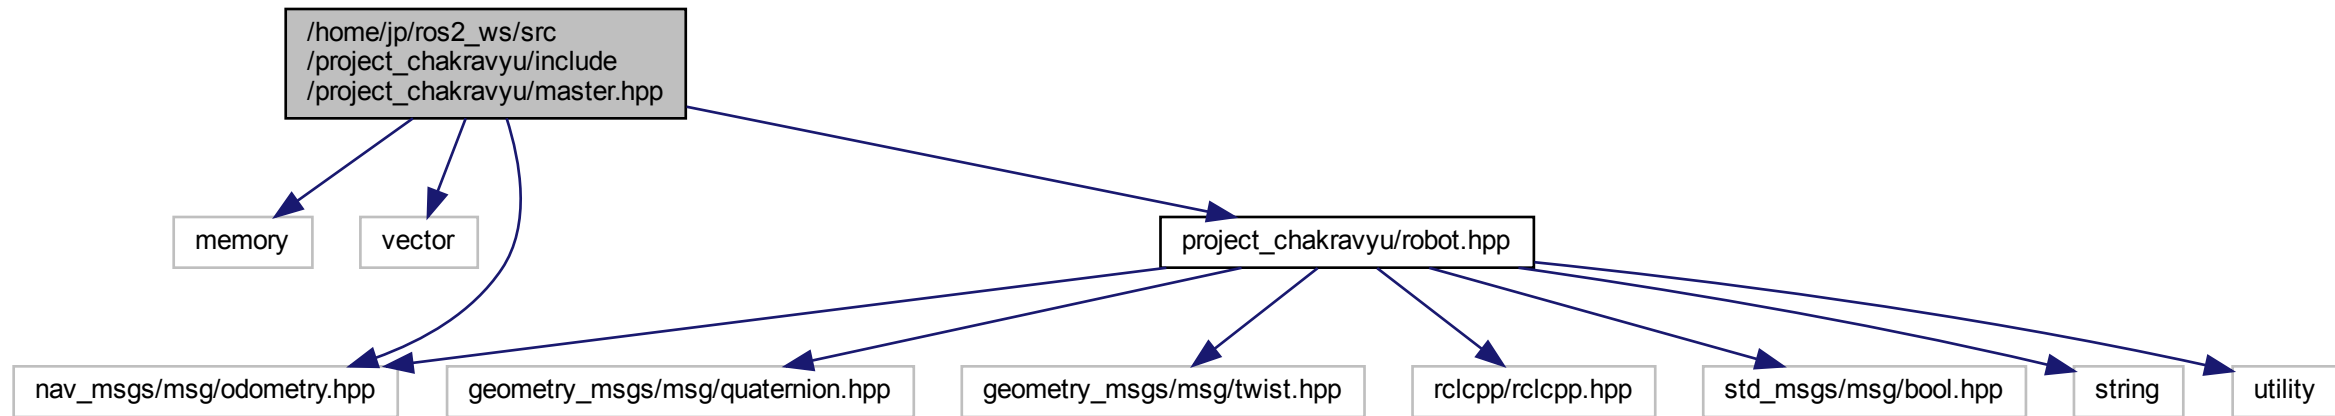 /home/jp/ros2_ws/src
/project_chakravyu/include
/project_chakravyu/master.hpp
memory
vector
project_chakravyu/robot.hpp
nav_msgs/msg/odometry.hpp
geometry_msgs/msg/quaternion.hpp
geometry_msgs/msg/twist.hpp
rclcpp/rclcpp.hpp
std_msgs/msg/bool.hpp
string
utility